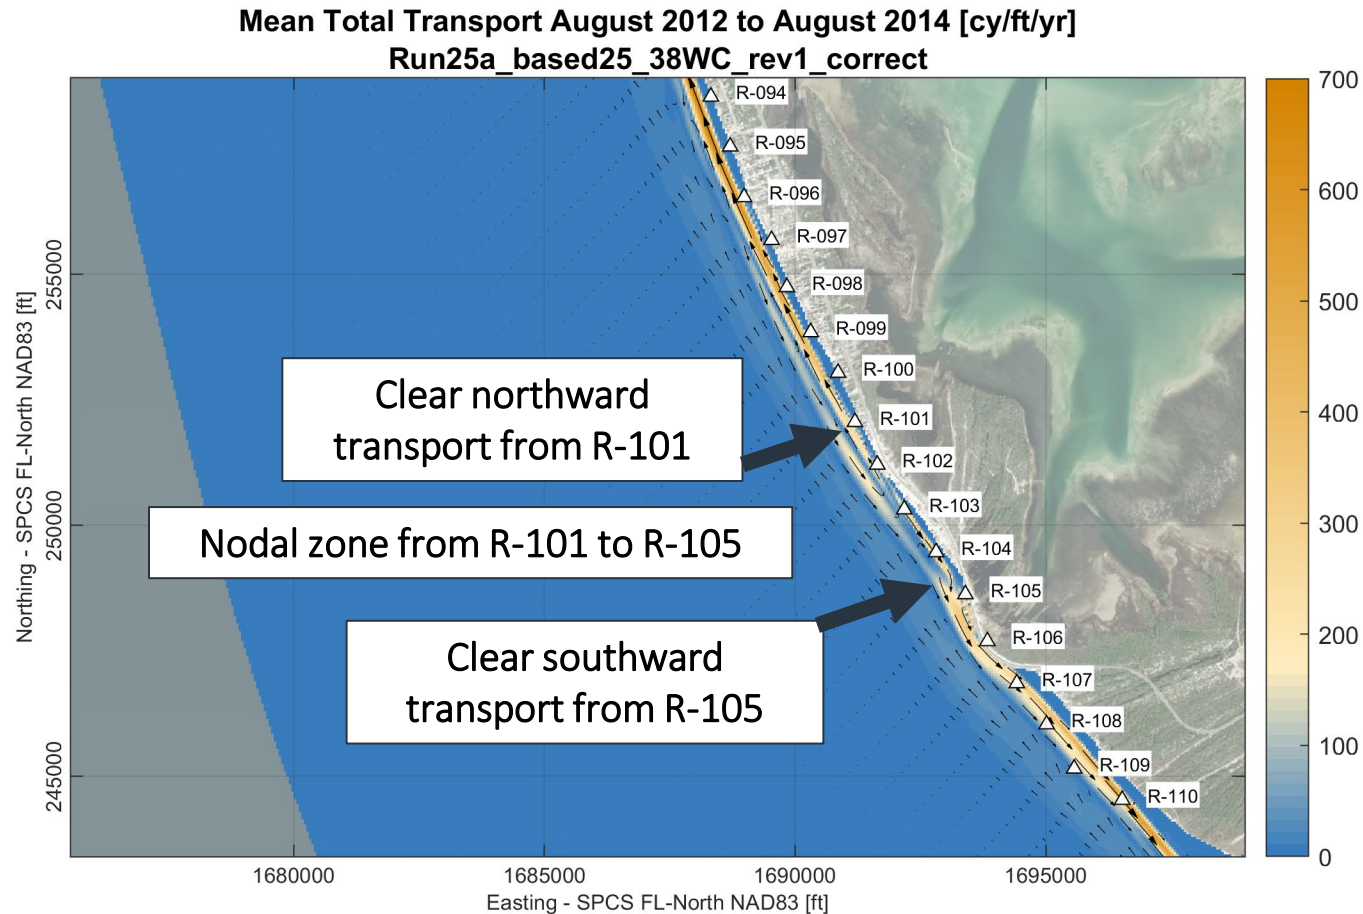 Mean Total Transport August 2012 to August 2014 [cy/ft/yr]
Run25a_based25_38WC_rev1_correct
R-094
R-095
R-096
R-097
R-098
R-099
R-100
R-101
R-102
R-103
R-104
R-105
R-106
R-107
R-108
R-109
R-110
Clear northward
transport from R-101
Nodal zone from R-101 to R-105
Clear southward
transport from R-105
Northing - SPCS FL-North NAD83 [ft]
255000
250000
245000
1680000
1685000
1690000
1695000
Easting - SPCS FL-North NAD83 [ft]
700
600
500
400
300
200
100
0